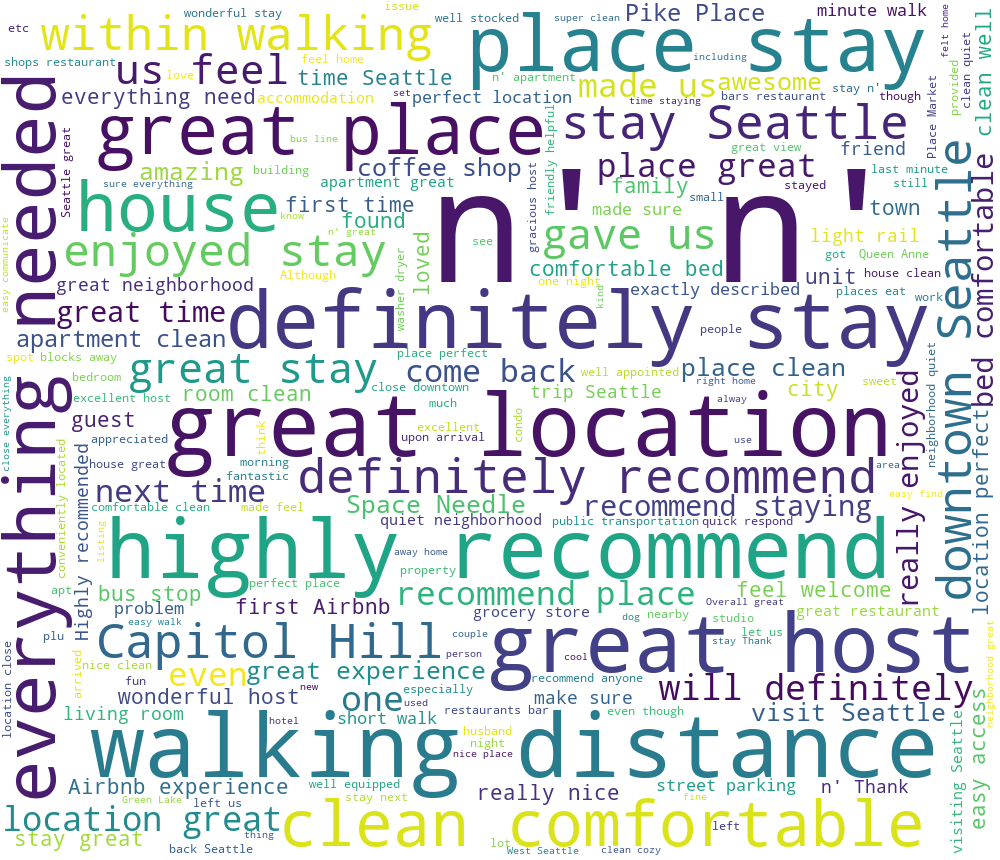 wonderful stay
issue
well stocked
super clean
Pike Place
minute walk
etc
within walking
place stay
felt home
clean well
shops restaurant
us feel
feel home
including
love
time Seattle
n' apartment
made us
awesome
clean quiet
provided
everything need
accommodation
set
perfect location
time staying
bars restaurant
stay n'
though
Place Market
great place
bus line
friendly helpful
stay Seattle
great view
friend
Seattle great
amazing
building
coffee shop
gracious host
place great
last minute
still
sure everything
apartment great
family
stayed
small
house
first time
found
made sure
town
know
n' great
n' n'
enjoyed stay
loved
see
gave us
light rail
easy communicate
Although
washer dryer
comfortable bed
got
Queen Anne
great neighborhood
one night
kind
exactly described
unit
house clean
places eat
work
needed
great time
definitely stay
people
downtown Seattle
bed comfortable
apartment clean
spot
blocks away
great stay
place perfect
come back
place clean
right home
bedroom
excellent host
room clean
close downtown
well appointed
trip Seattle
city
sweet
neighborhood quiet
close everything
guest
much
alway
great location
condo
appreciated
think
upon arrival
excellent
use
really enjoyed
location perfect
house great
morning
fantastic
definitely recommend
area
everything
conveniently located
Highly recommended
next time
Space Needle
recommend staying
easy find
comfortable clean
made feel
quiet neighborhood
public transportation
quick respond
listing
highly recommend
away home
apt
bus stop
perfect place
property
recommend place
feel welcome
problem
first Airbnb
grocery store
Overall great
great restaurant
easy walk
dog
nearby
studio
plu
Capitol Hill
couple
great host
let us
stay Thank
neighborhood great
location close
nice clean
person
cool
arrived
even
great experience
recommend anyone
will definitely
fun
wonderful host
new
one
especially
used
make sure
living room
short walk
restaurants bar
even though
visit Seattle
hotel
walking distance
husband
night
nice place
easy access
visiting Seattle
Airbnb experience
well equipped
really nice
street parking
n' Thank
Green Lake
left us
stay next
fine
location great
clean comfortable
left
stay great
thing
lot
back Seattle
West Seattle
clean cozy